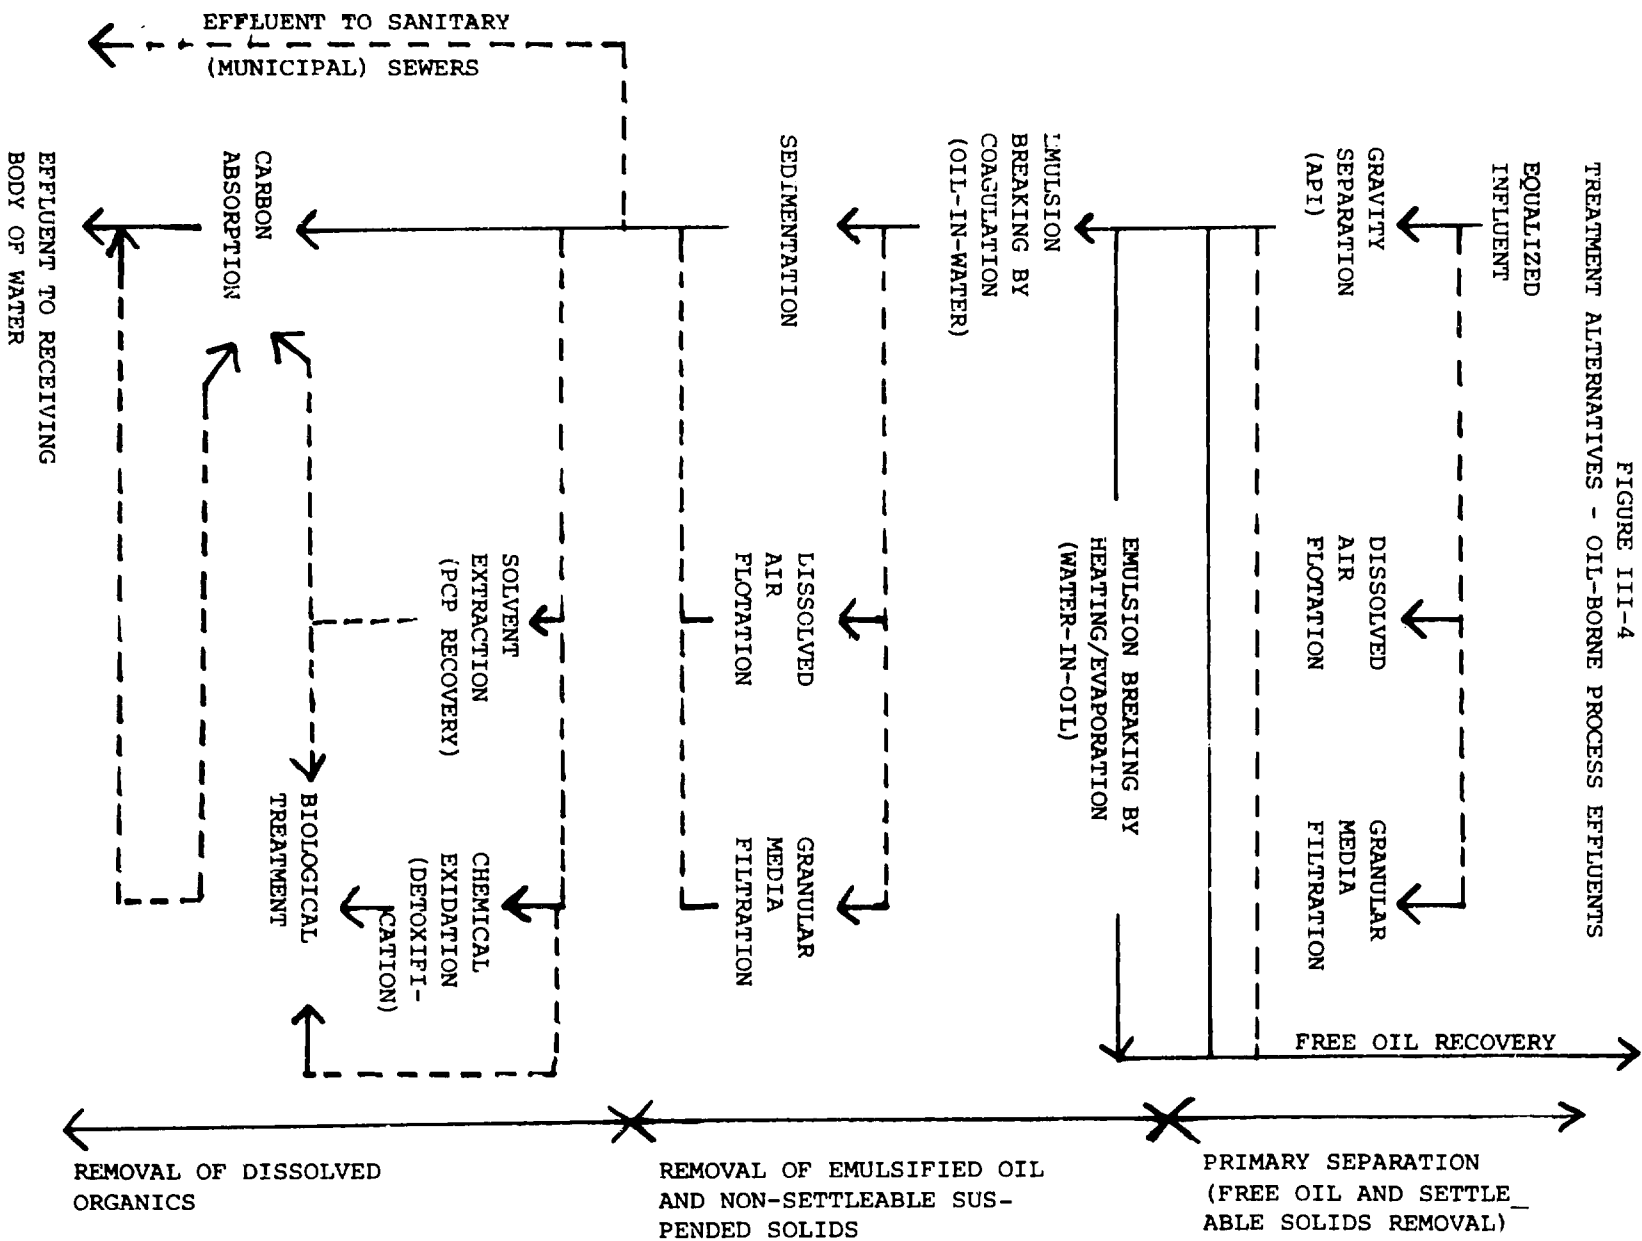 FIGURE III-4
TREATMENT ALTERNATIVES - OIL-BORNE PROCESS EFFLUENTS
EQUALIZED
INFLUENT
GRAVITY
SEPARATION
(API)
DISSOLVED
AIR
FLOTATION
GRANULAR
MEDIA
FILTRATION
FREE OIL RECOVERY
EMULSION
BREAKING BY
COAGULATION
(OIL-IN-WATER)
EMULSION BREAKING BY
HEATING/EVAPORATION
(WATER-IN-OIL)
SEDIMENTATION
LISSOLVED
AIR
FLOTATION
GRANULAR
MEDIA
FILTRATION
EFFLUENT TO SANITARY
(MUNICIPAL) SEWERS
SOLVENT
EXTRACTION
(PCP RECOVERY)
CHEMICAL
EXIDATION
(DETOXIFI-
CATION)
CARBON
ABSORPTION
BIOLOGICAL
TREATMENT
EFFLUENT TO RECEIVING
BODY OF WATER
REMOVAL OF DISSOLVED
ORGANICS
REMOVAL OF EMULSIFIED OIL
AND NON-SETTLEABLE SUS-
PENDED SOLIDS
PRIMARY SEPARATION
(FREE OIL AND SETTLE_
ABLE SOLIDS REMOVAL)